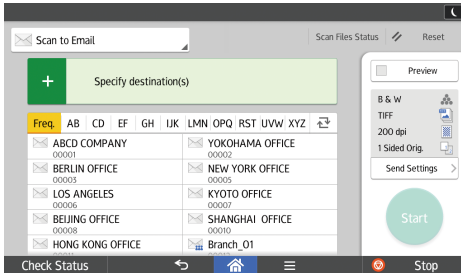 Scan to Email
Scan Files Status
Reset
+ Specify destination(s)
Preview
Freq. AB CD EF GH IJK LMN OPQ RST UVW XYZ
ABCD COMPANY
00001
YOKOHAMA OFFICE
00002
BERLIN OFFICE
00003
NEW YORK OFFICE
00005
LOS ANGELES
00006
KYOTO OFFICE
00007
BEIJING OFFICE
00008
SHANGHAI OFFICE
00010
HONG KONG OFFICE
Branch_01
B & W
TIFF
200 dpi
1 Sided Orig.
Send Settings >
Start
Check Status
Stop